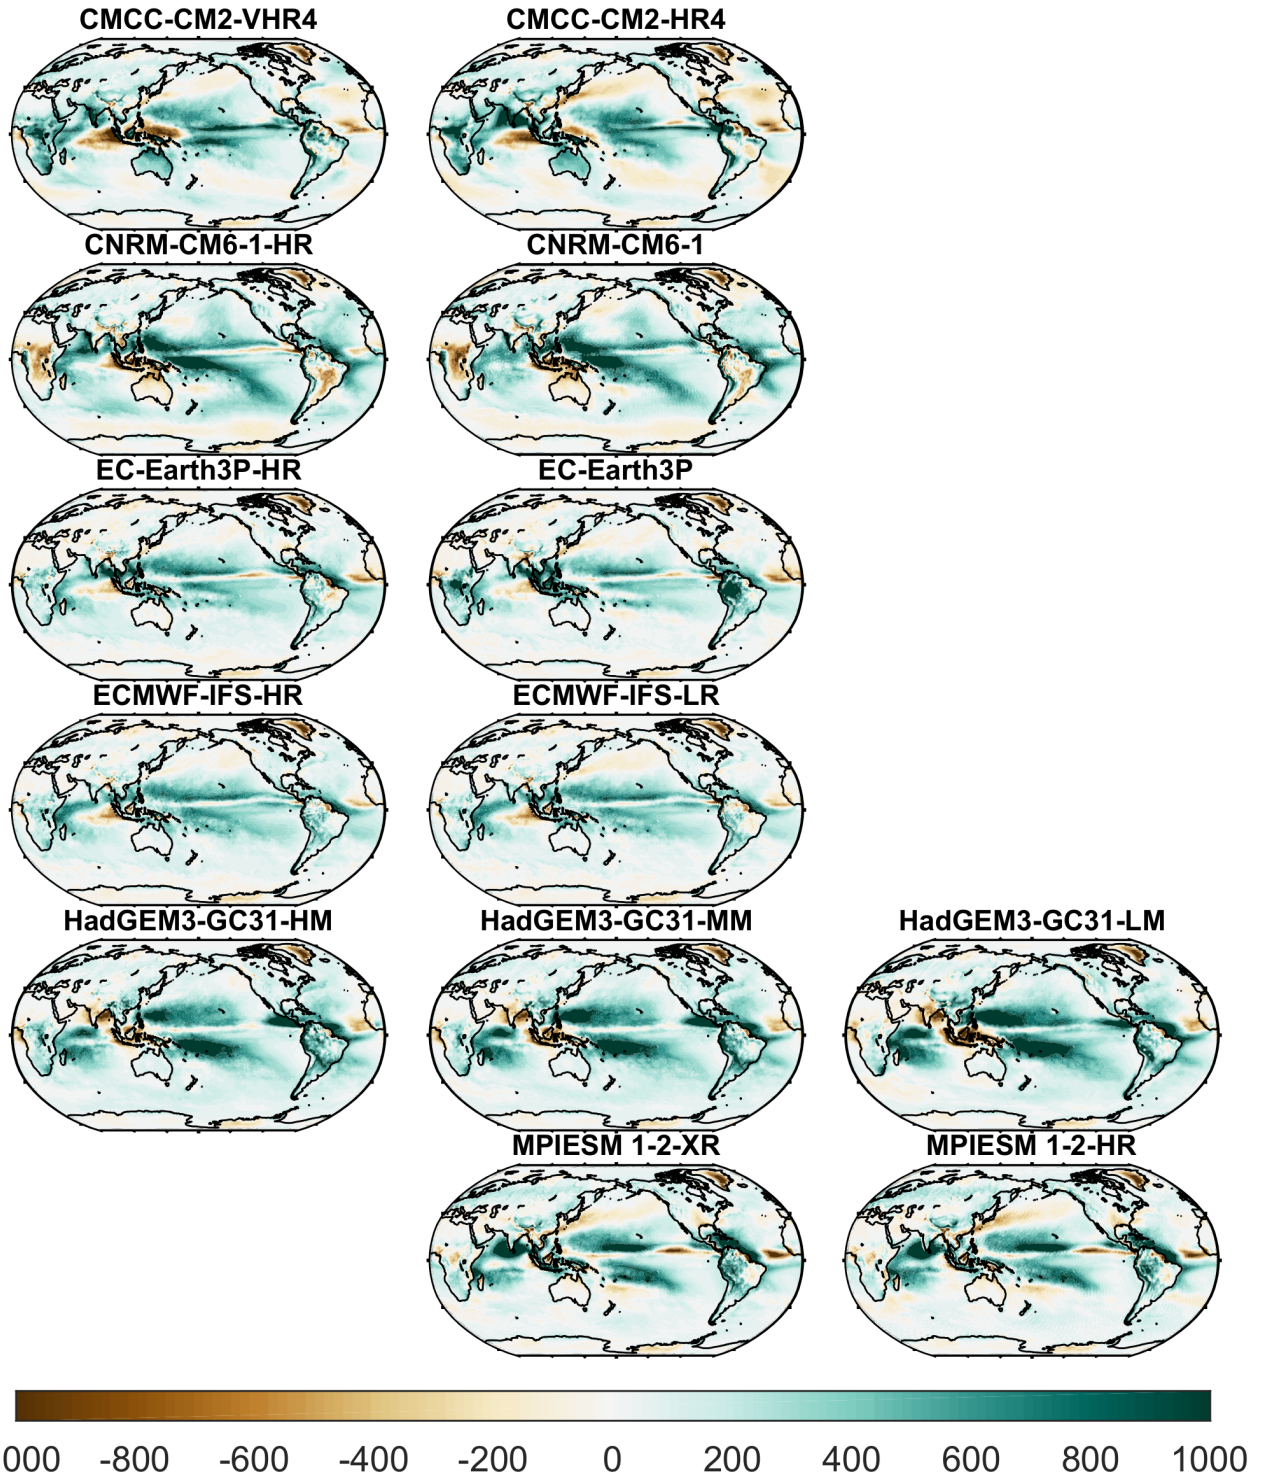 CMCC-CM2-VHR4 CMCC-CM2-HR4
CNRM-CM6-1-HR CNRM-CM6-1
EC-Earth3P-HR EC-Earth3P
ECMWF-IFS-HR ECMWF-IFS-LR
HadGEM3-GC31-HM HadGEM3-GC31-MM HadGEM3-GC31-LM
MPIESM 1-2-XR MPIESM 1-2-HR
000 -800 -600 -400 -200 0 200 400 600 800 1000